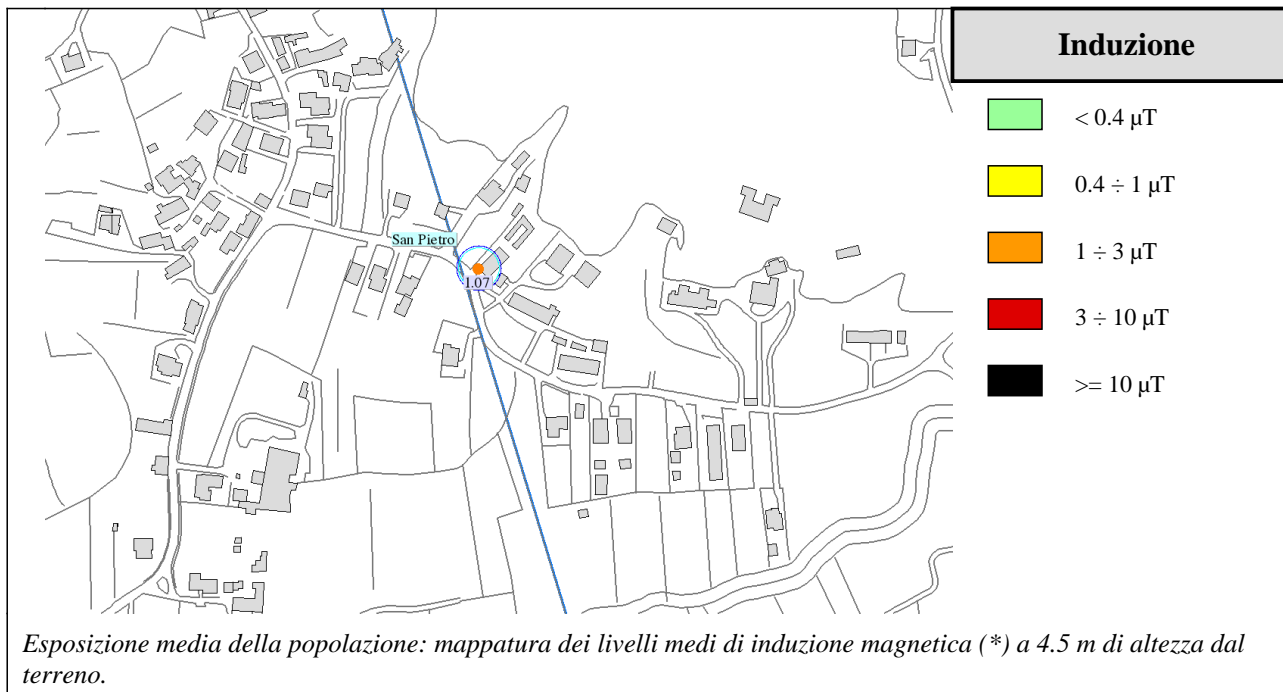 Induzione
< 0.4 µT
0.4 ÷ 1 µT
1 ÷ 3 µT
3 ÷ 10 µT
>= 10 µT
San Pietro
1.07
Esposizione media della popolazione: mappatura dei livelli medi di induzione magnetica (*) a 4.5 m di altezza dal
terreno.